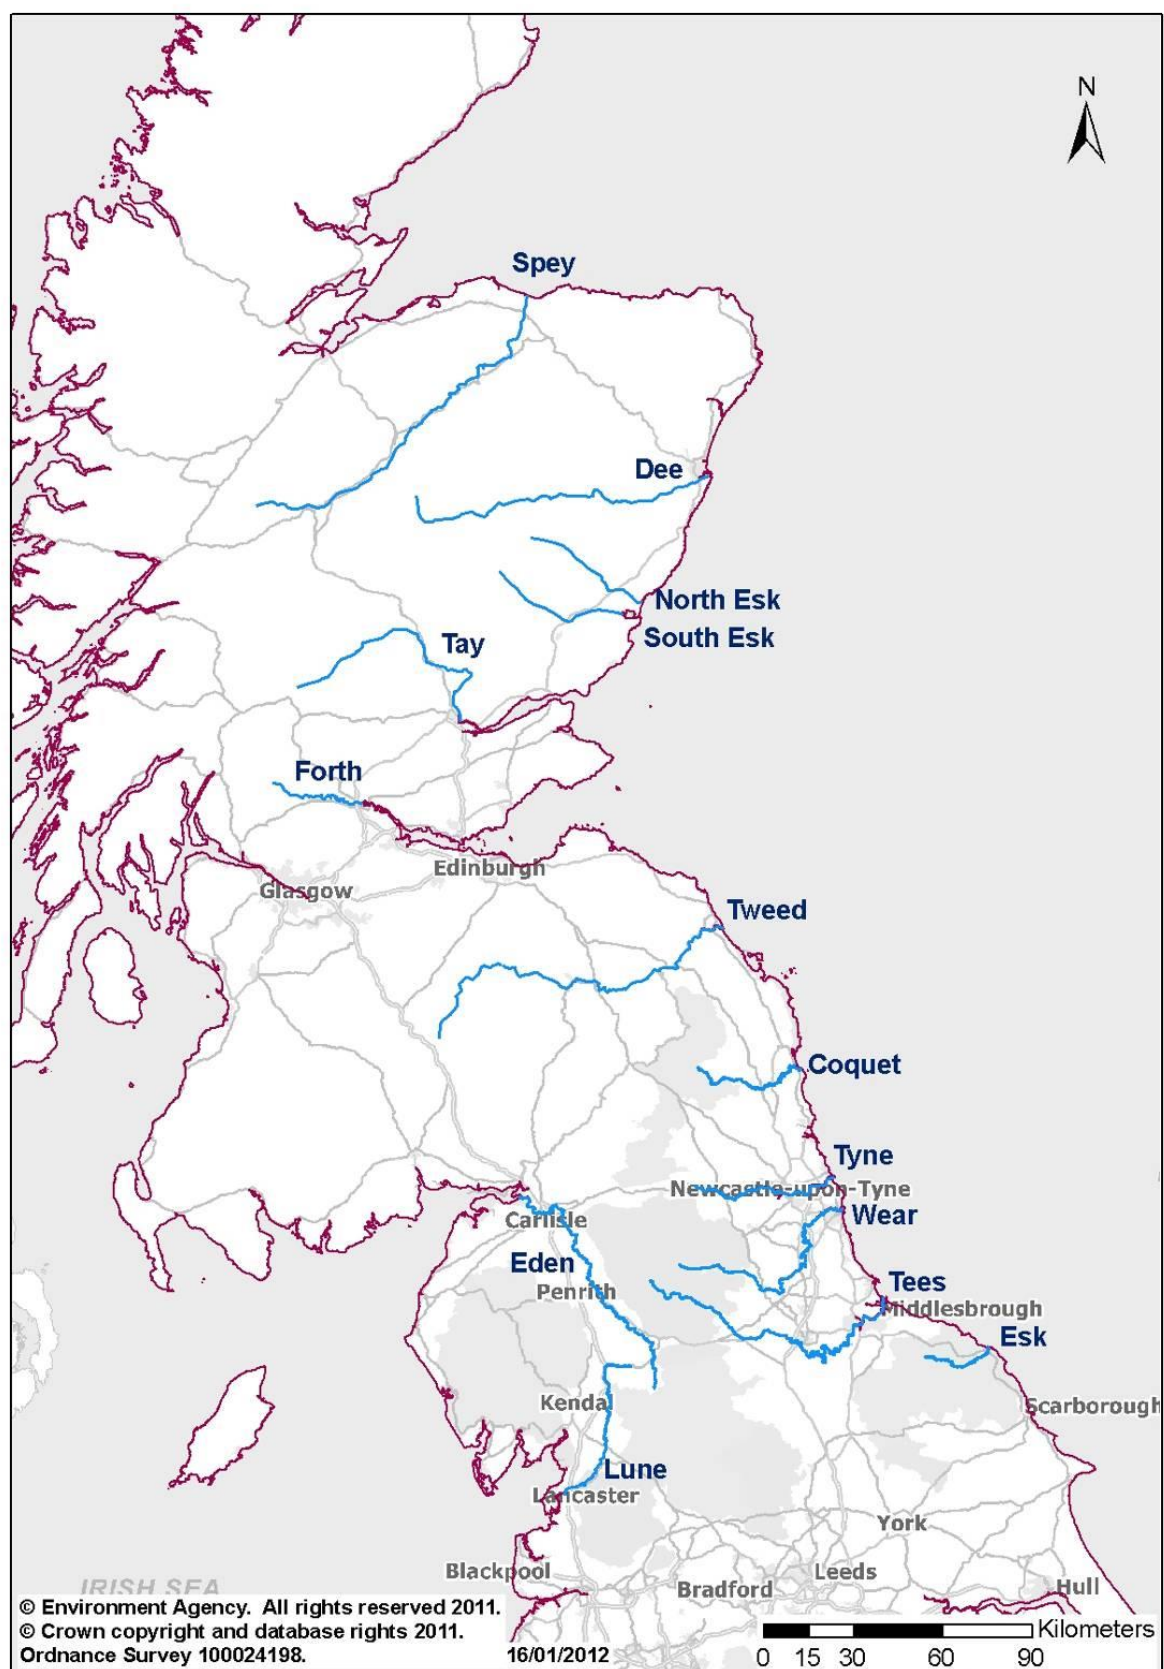 N
Spey
Dee
North Esk
South Esk
Tay
Forth
Edinburgh
Glasgow
Tweed
Coquet
Tyne
Newcastle-upon-Tyne
Wear
Carlisle
Eden
Penrith
Tees
Middlesbrough
Esk
Kendal
Scarborough
Lune
Lancaster
York
Blackpool
Leeds
Bradford
Hull
IRISH SEA
© Environment Agency. All rights reserved 2011.
© Crown copyright and database rights 2011.
Ordnance Survey 100024198.
16/01/2012
Kilometers
0 15 30 60 90